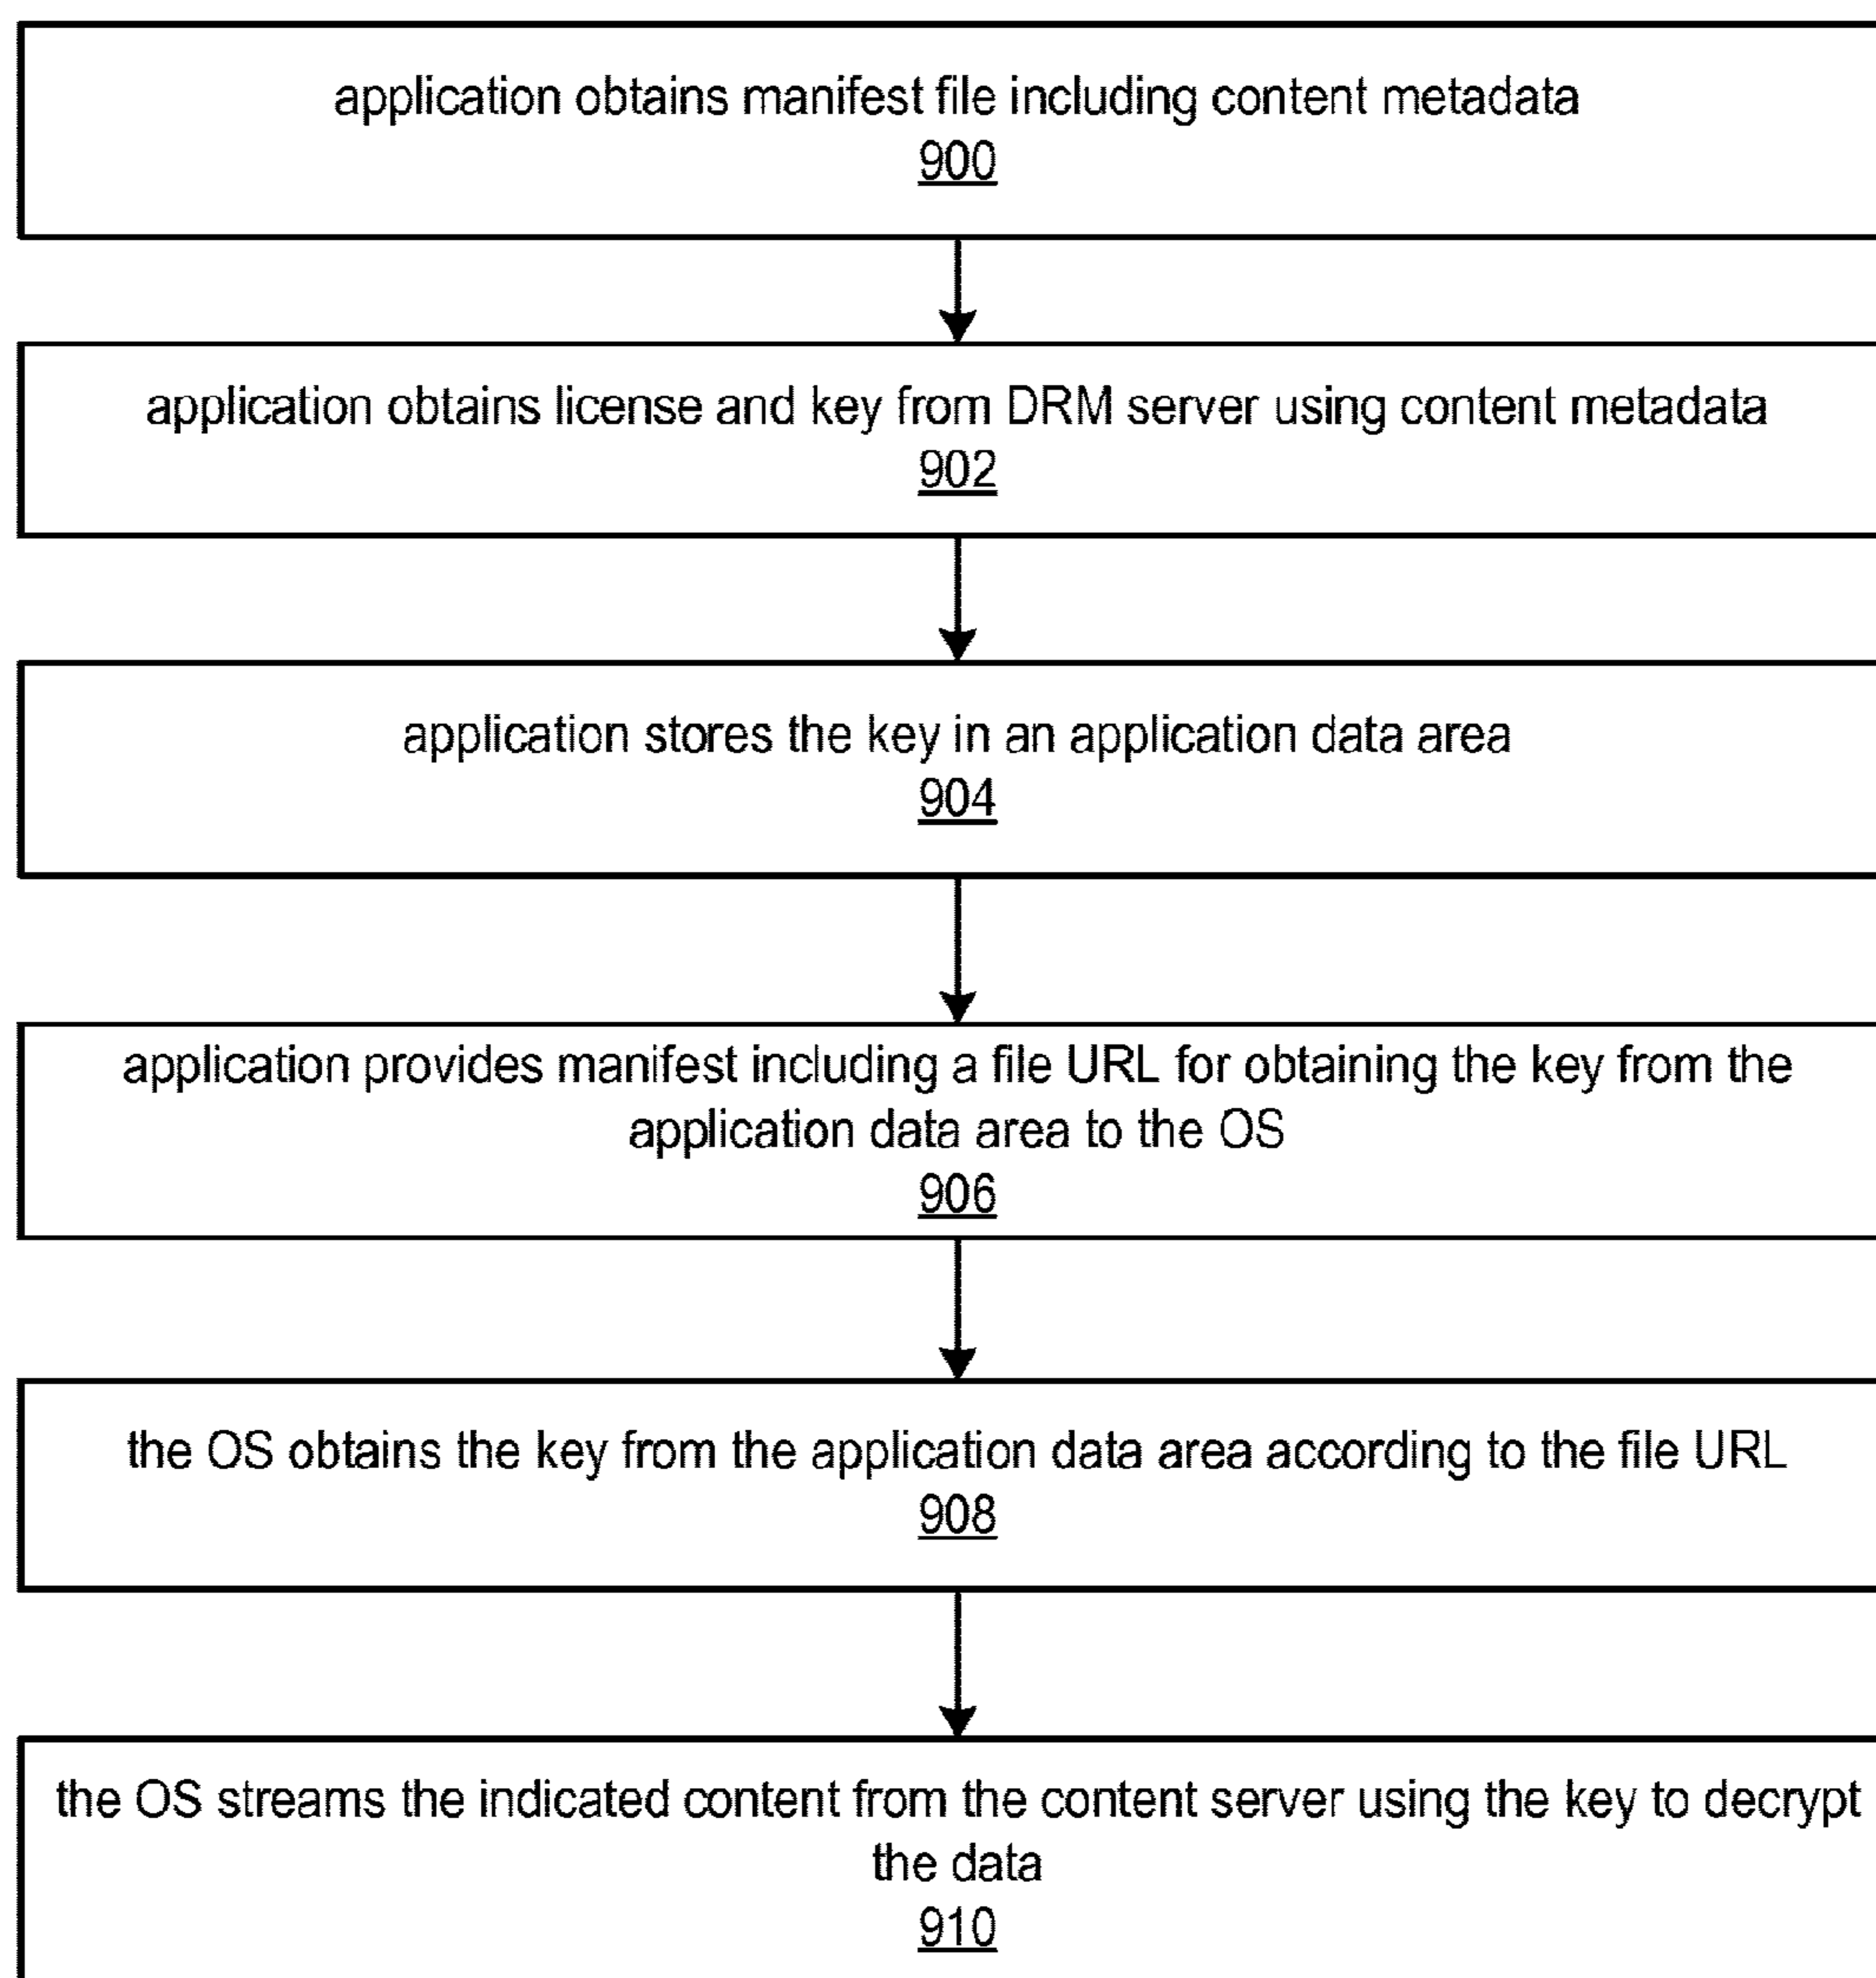 application obtains manifest file including content metadata
900
application obtains license and key from DRM server using content metadata
902
application stores the key in an application data area
904
application provides manifest including a file URL for obtaining the key from the
application data area to the OS
906
the OS obtains the key from the application data area according to the file URL
908
the OS streams the indicated content from the content server using the key to decrypt
the data
910